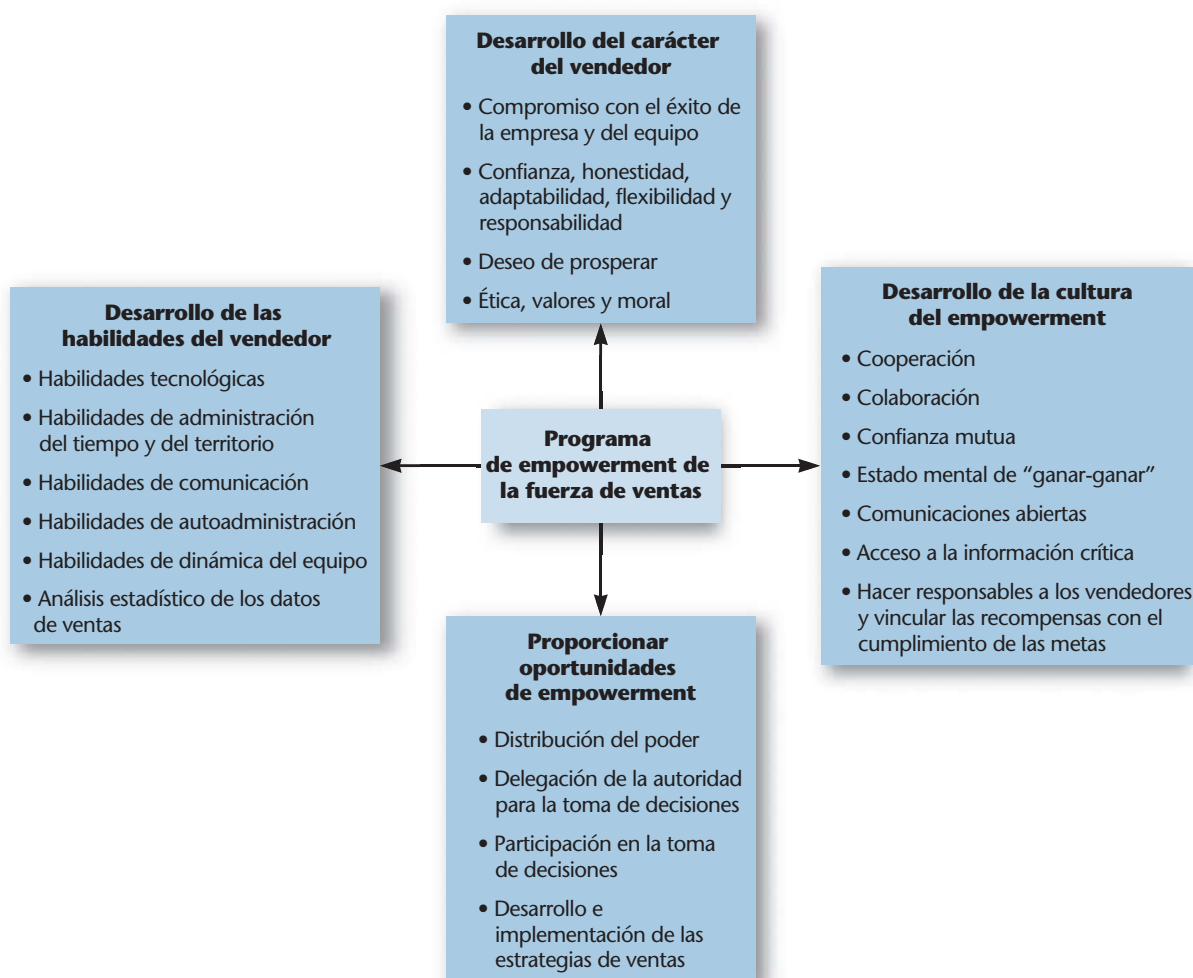 Desarrollo del carácter
del vendedor
• Compromiso con el éxito de
la empresa y del equipo
• Confianza, honestidad,
adaptabilidad, flexibilidad y
responsabilidad
• Deseo de prosperar
• Ética, valores y moral
Desarrollo de las
habilidades del vendedor
• Habilidades tecnológicas
• Habilidades de administración
del tiempo y del territorio
• Habilidades de comunicación
• Habilidades de autoadministración
• Habilidades de dinámica del equipo
• Análisis estadístico de los datos
de ventas
Programa
de empowerment de
la fuerza de ventas
Desarrollo de la cultura
del empowerment
• Cooperación
• Colaboración
• Confianza mutua
• Estado mental de “ganar-ganar”
• Comunicaciones abiertas
• Acceso a la información crítica
• Hacer responsables a los vendedores
y vincular las recompensas con el
cumplimiento de las metas
Proporcionar
oportunidades
de empowerment
• Distribución del poder
• Delegación de la autoridad
para la toma de decisiones
• Participación en la toma
de decisiones
• Desarrollo e
implementación de las
estrategias de ventas